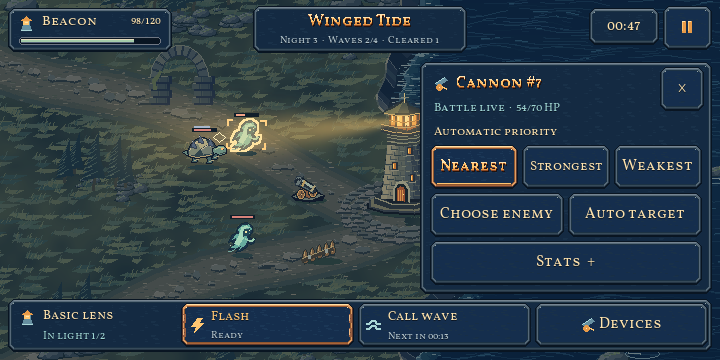 Beacon 98/120
Winged Tide
Night 3 · Waves 2/4 · Cleared 1
00:47
Cannon #7
X
Battle live · 54/70 HP
Automatic priority
Nearest Strongest Weakest
Choose enemy Auto target
Stats +
Basic lens
In light 1/2
Flash
Ready
Call wave
Next in 00:13
Devices